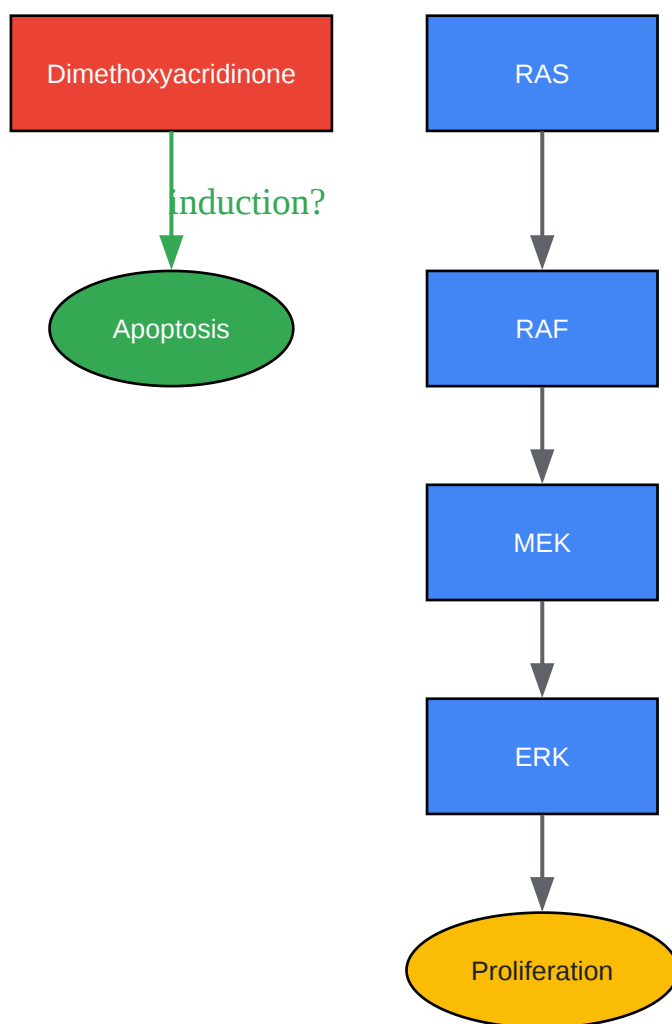 Dimethoxyacridinone
RAS
induction?
Apoptosis
RAF
MEK
ERK
Proliferation